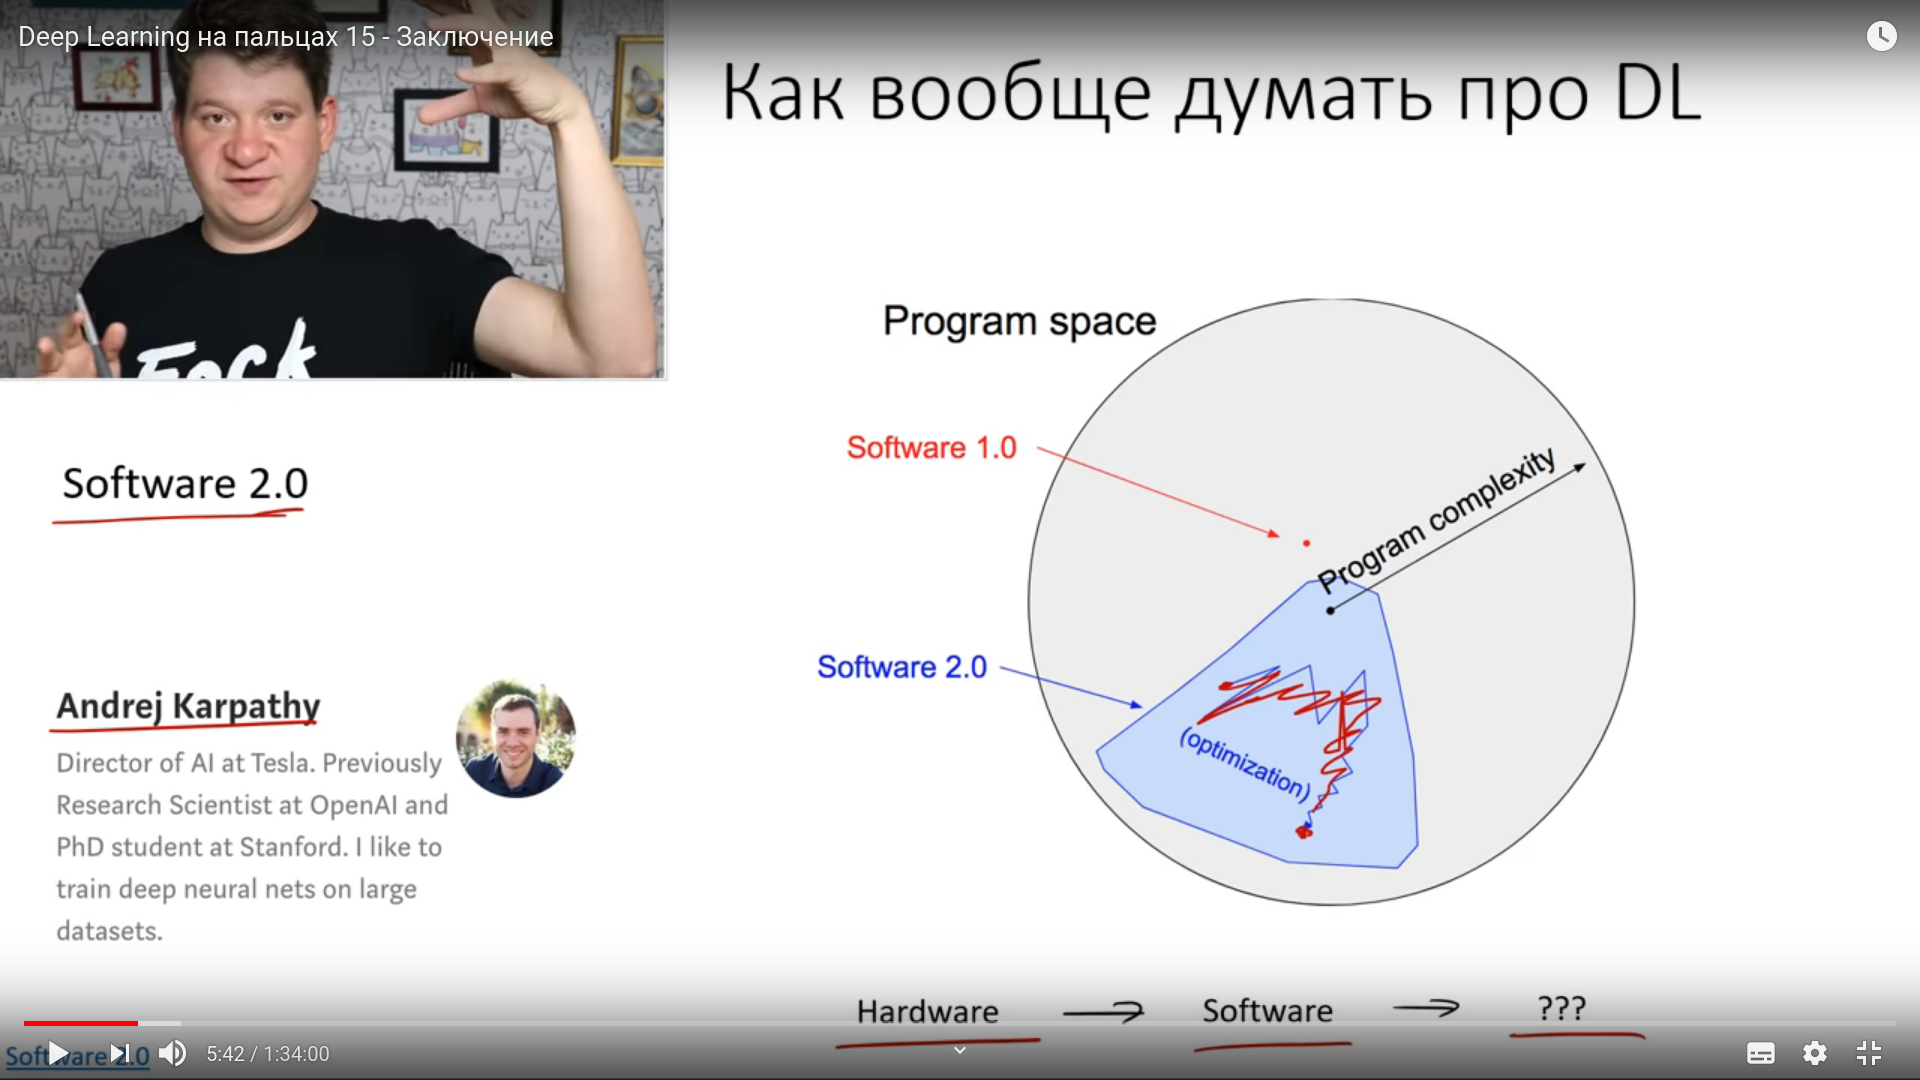 Deep Learning на пальцах 15 - Заключение
Как вообще думать про DL
Fock
Software 2.0
Andrej Karpathy
Director of AI at Tesla. Previously
Research Scientist at OpenAI and
PhD student at Stanford. I like to
train deep neural nets on large
datasets.
Program space
Software 1.0
Program complexity
Software 2.0
(optimization)
Hardware
Software
???
Software 2.0
5:42 / 1:34:00